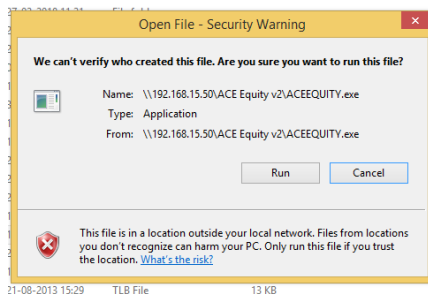 Open File - Security Warning
We can't verify who created this file. Are you sure you want to run this file?
Name: \\192.168.15.50\ACE Equity v2\ACEEQUITY.exe
Type: Application
From: \\192.168.15.50\ACE Equity v2\ACEEQUITY.exe
Run Cancel
This file is in a location outside your local network. Files from locations
you don't recognize can harm your PC. Only run this file if you trust
the location. What's the risk?
21-08-2013 15:29 TLB File 13 KB